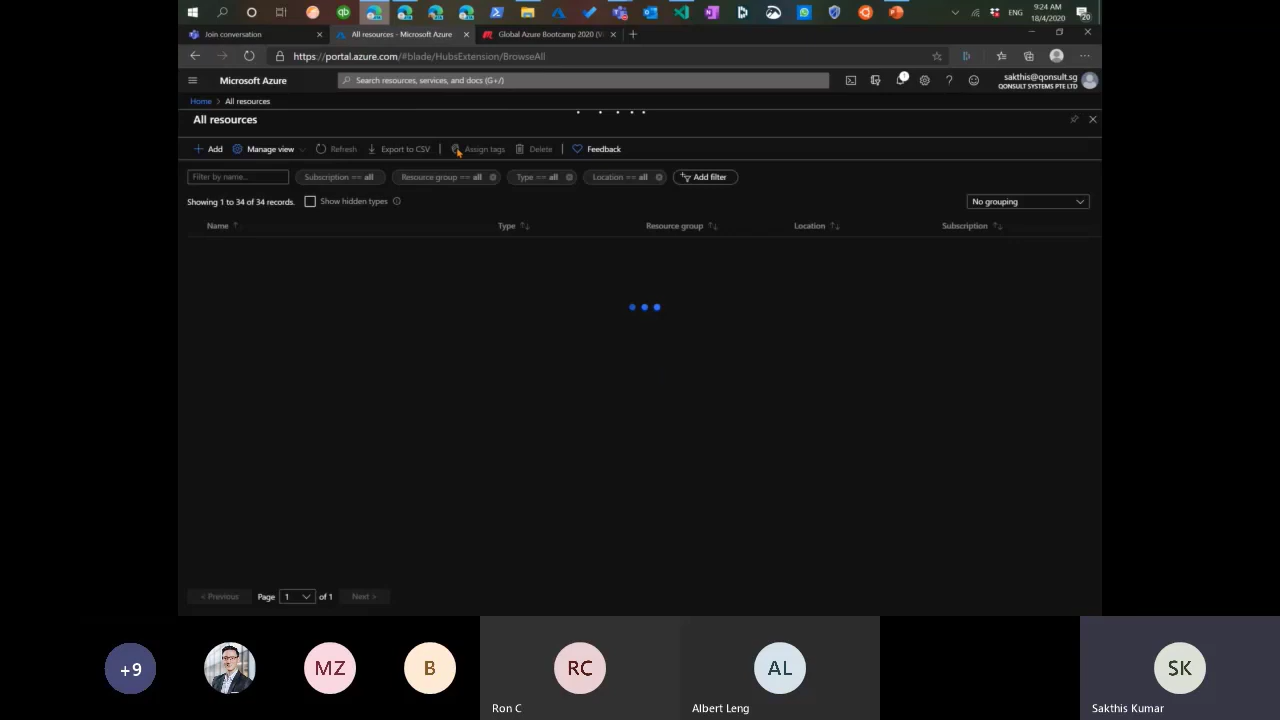 ENG
9:24 AM
18/4/2020
20
Join conversation
All resources - Microsoft Azure
Global Azure Bootcamp 2020 (V
https://portal.azure.com/#blade/HubsExtension/BrowseAll
Microsoft Azure
Search resources, services, and docs (G+/)
1
sakthis@qonsult.sg
QONSULT SYSTEMS PTE LTD
Home > All resources
All resources
Add
Manage view
Refresh
Export to CSV
Assign tags
Delete
Feedback
Filter by name...
Subscription == all
Resource group == all
Type == all
Location == all
Add filter
Showing 1 to 34 of 34 records.
Show hidden types
No grouping
Name
Type
Resource group
Location
Subscription
< Previous
Page
1
of 1
Next >
+9
MZ
B
RC
AL
SK
Ron C
Albert Leng
Sakthis Kumar